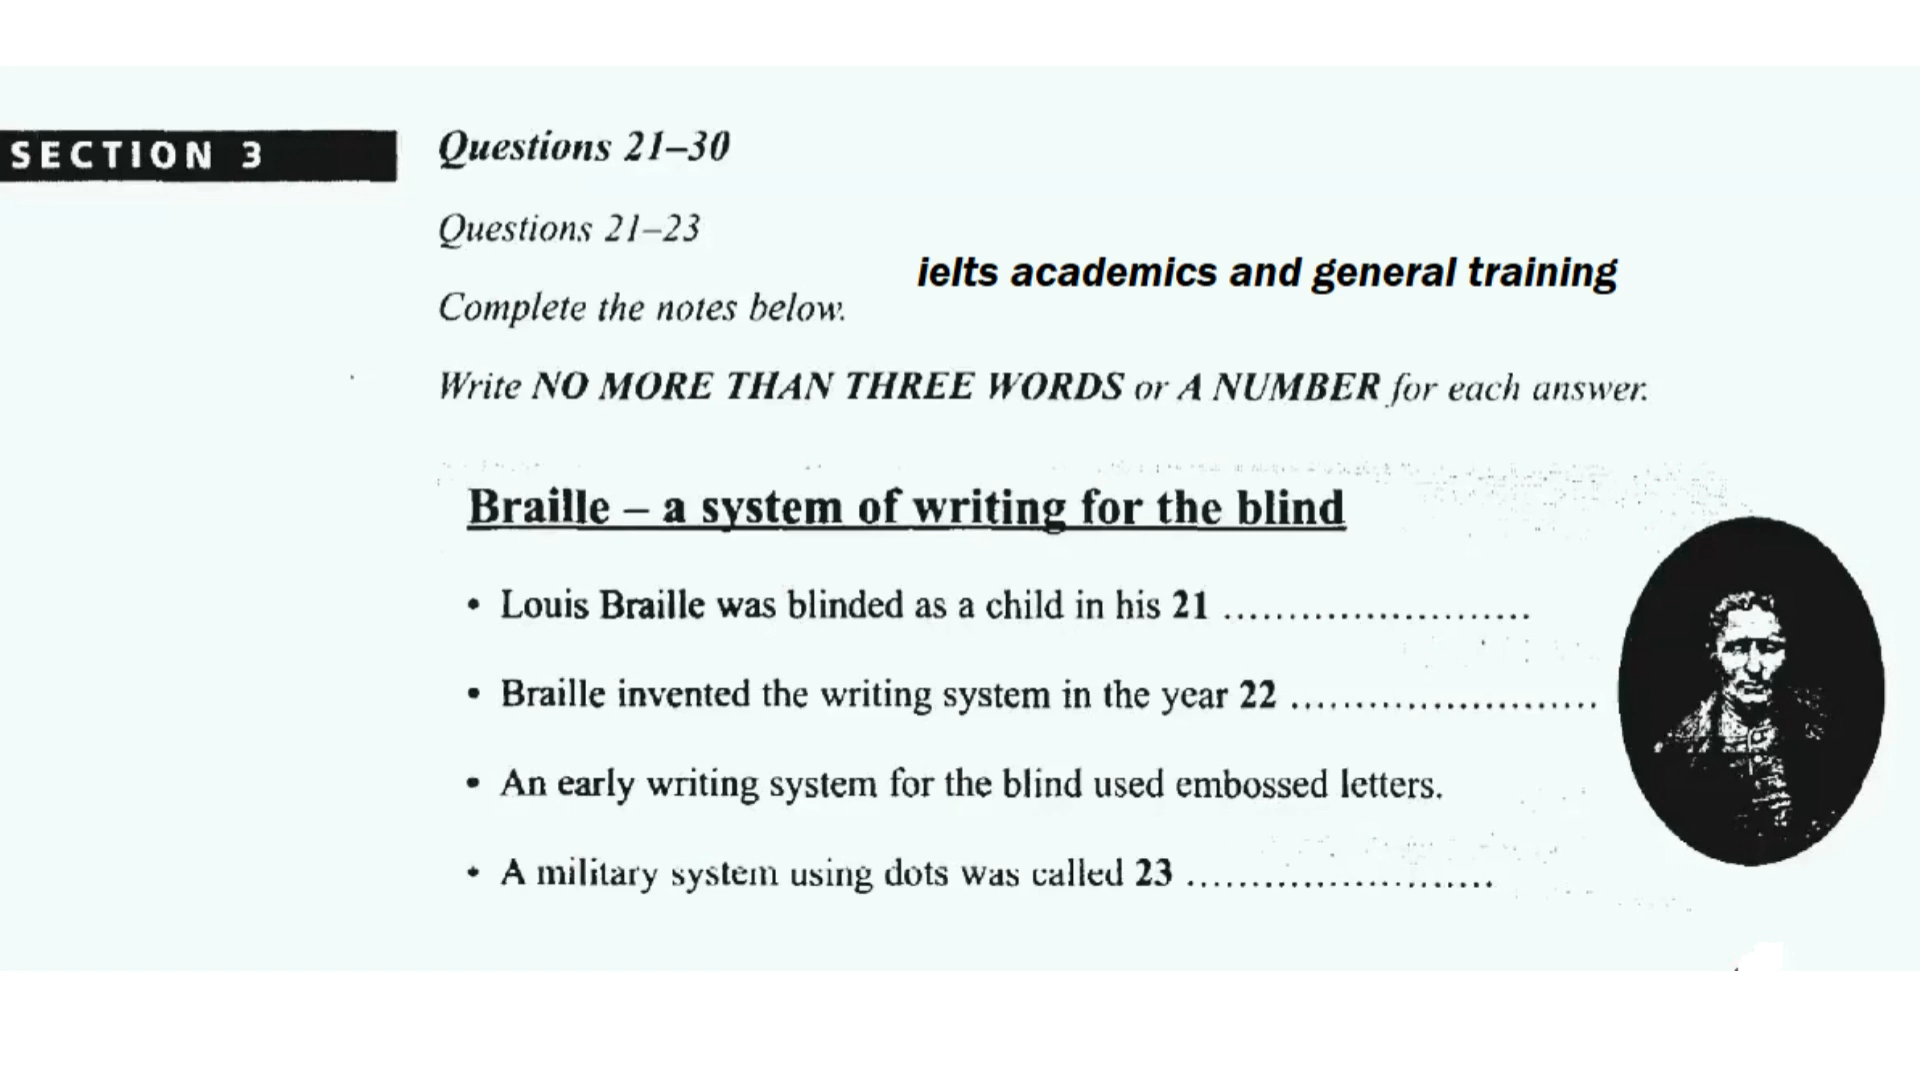 SECTION 3
Questions 21–30
Questions 21–23
ielts academics and general training
Complete the notes below.
Write NO MORE THAN THREE WORDS or A NUMBER for each answer.
Braille – a system of writing for the blind
• Louis Braille was blinded as a child in his 21 ........................
• Braille invented the writing system in the year 22 ........................
• An early writing system for the blind used embossed letters.
• A military system using dots was called 23 ........................